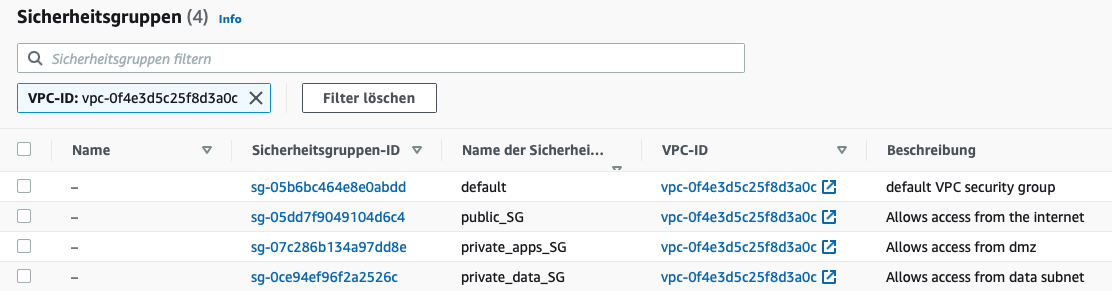 Sicherheitsgruppen (4) Info
Sicherheitsgruppen filtern
VPC-ID: vpc-0f4e3d5c25f8d3a0c
Filter löschen
Name Sicherheitsgruppen-ID Name der Sicherhei... VPC-ID Beschreibung
– sg-05b6bc464e8e0abdd default vpc-0f4e3d5c25f8d3a0c default VPC security group
– sg-05dd7f9049104d6c4 public_SG vpc-0f4e3d5c25f8d3a0c Allows access from the internet
– sg-07c286b134a97dd8e private_apps_SG vpc-0f4e3d5c25f8d3a0c Allows access from dmz
– sg-0ce94ef96f2a2526c private_data_SG vpc-0f4e3d5c25f8d3a0c Allows access from data subnet